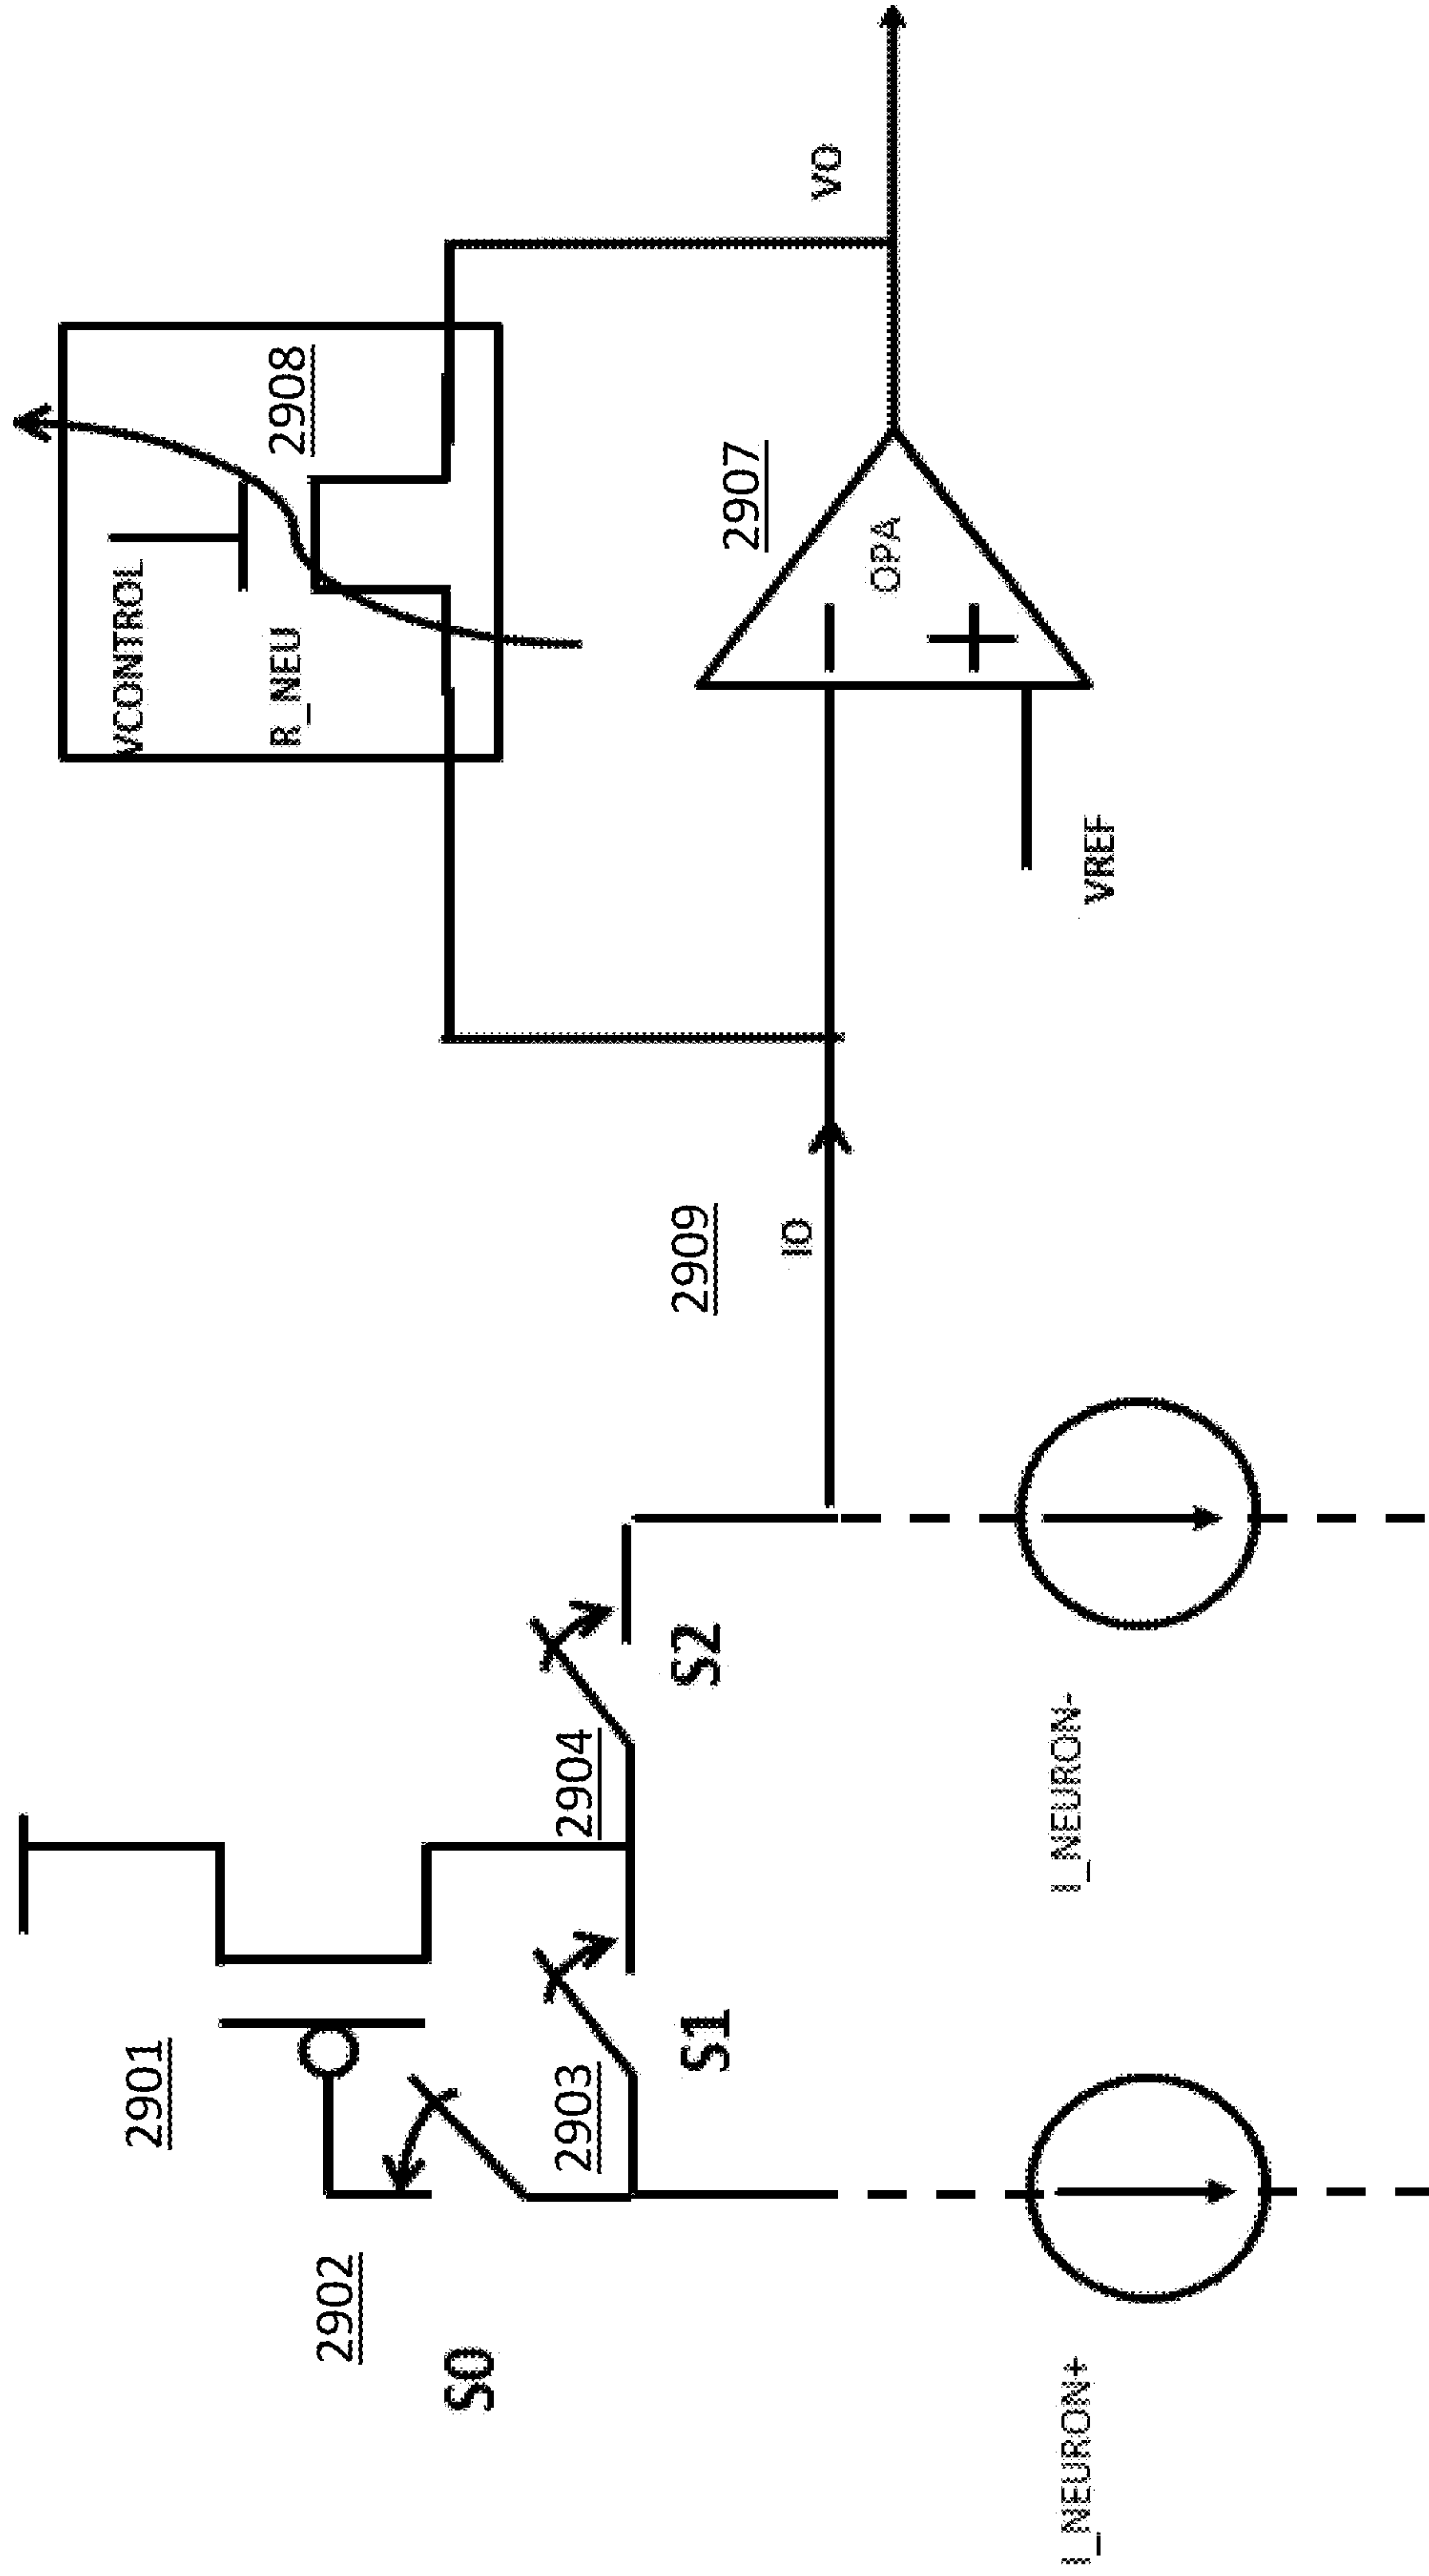 2901
2902
S0
2903
S1
2904
S2
I_NEURON+
I_NEURON-
2909
IO
VCONTROL
R_NEU
2908
2907
OPA
VREF
VO